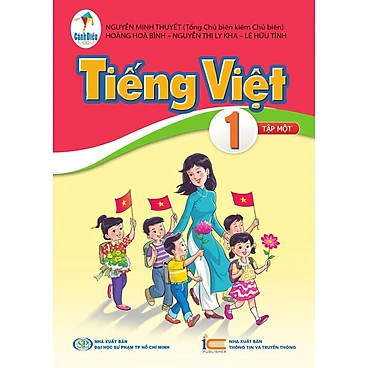 Cánh Diều
NGUYỄN MINH THUYẾT (Tổng Chủ biên kiêm Chủ biên)
HOÀNG HOÀ BÌNH – NGUYỄN THỊ LY KHA – LÊ HỮU TỈNH
Tiếng Việt
1
TẬP MỘT
NHÀ XUẤT BẢN
ĐẠI HỌC SƯ PHẠM TP HỒ CHÍ MINH
PUBLISHER
NHÀ XUẤT BẢN
THÔNG TIN VÀ TRUYỀN THÔNG